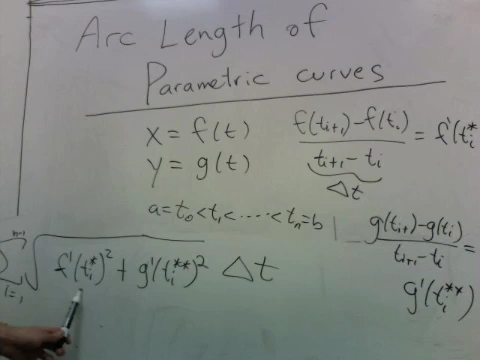 Arc Length of
Parametric curves
x = f(t)
y = g(t)
a = t₀ < t₁ < ····· < tₙ = b
(f(tᵢ₊₁) - f(tᵢ)) / (tᵢ₊₁ - tᵢ) = f'(tᵢ*
Δt
(g(tᵢ₊₁) - g(tᵢ)) / (tᵢ₊₁ - tᵢ) =
g'(tᵢ**)
n-1 Σ i=1 √(f'(tᵢ*)² + g'(tᵢ**)²) Δt